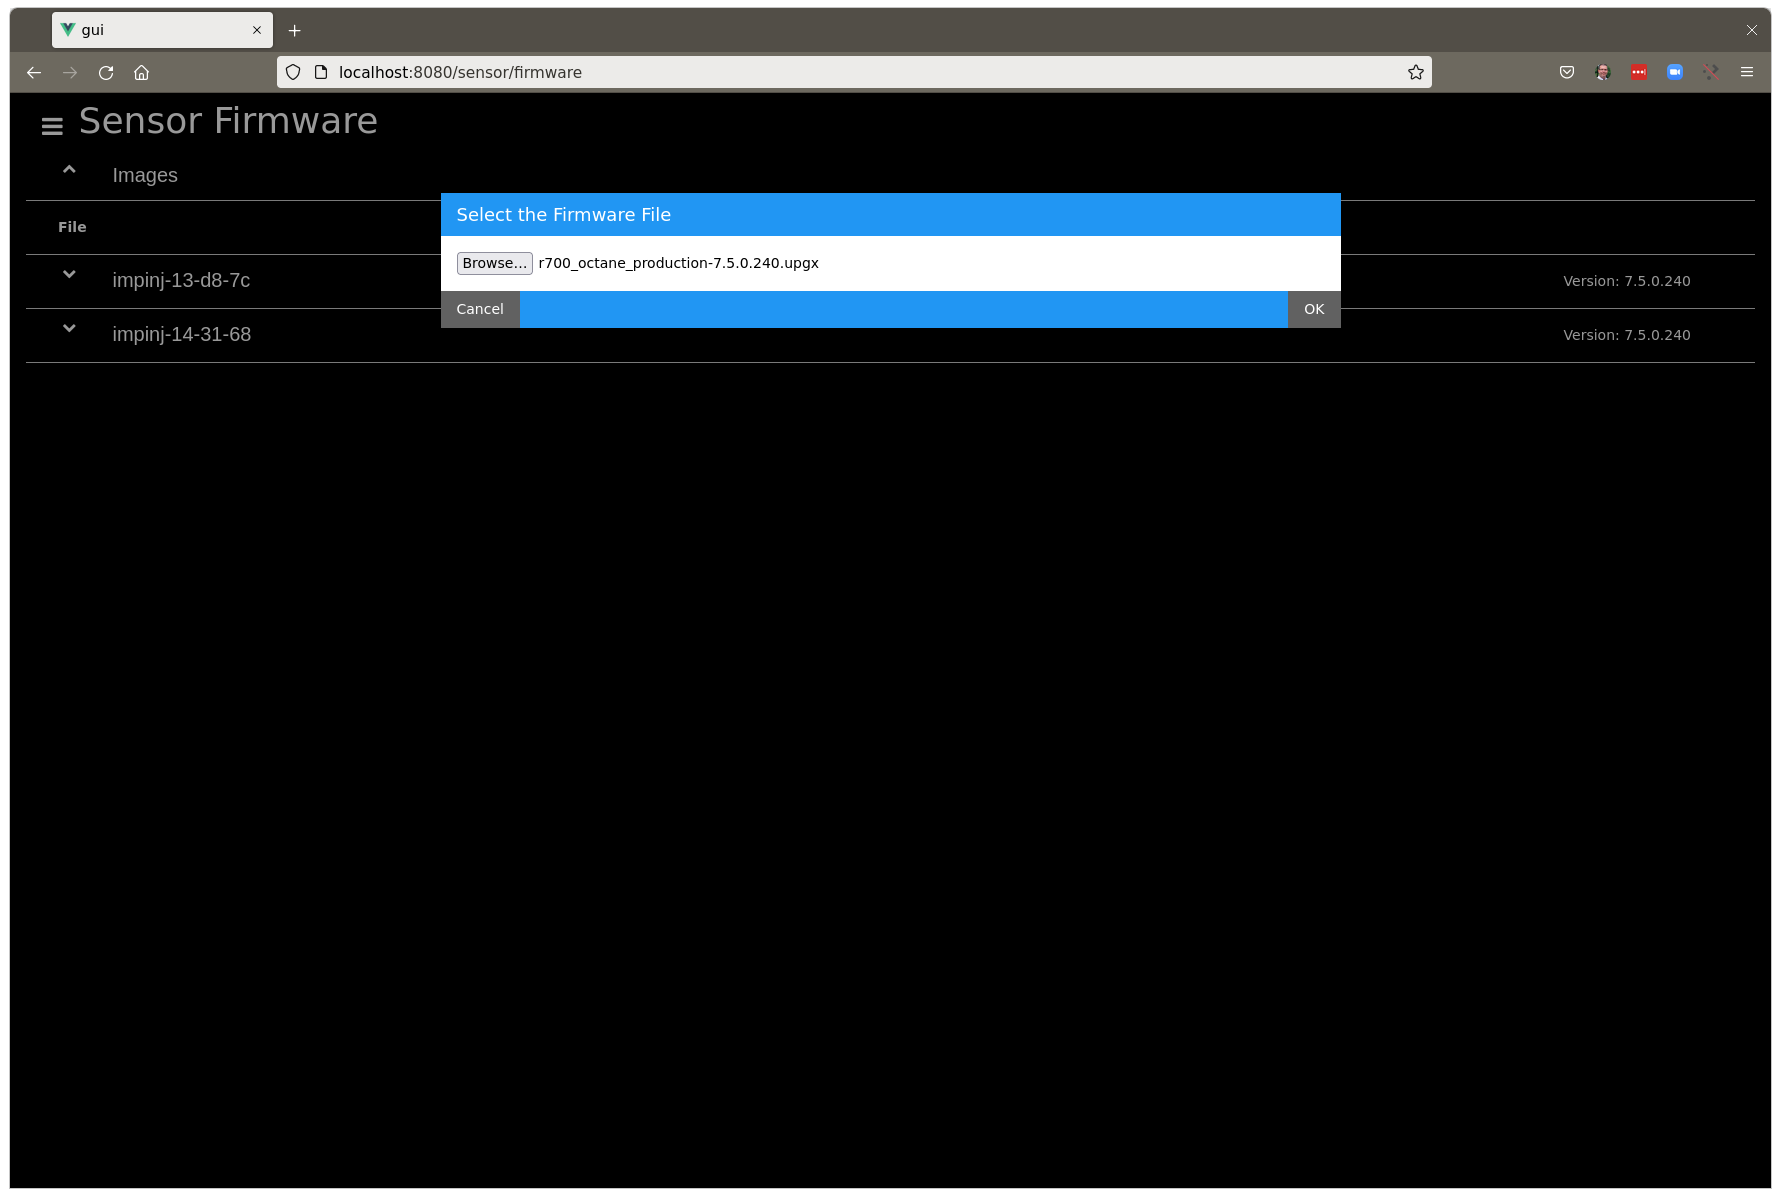 gui
localhost:8080/sensor/firmware
Sensor Firmware
Images
Select the Firmware File
File
Browse... r700_octane_production-7.5.0.240.upgx
impinj-13-d8-7c Version: 7.5.0.240
Cancel OK
impinj-14-31-68 Version: 7.5.0.240